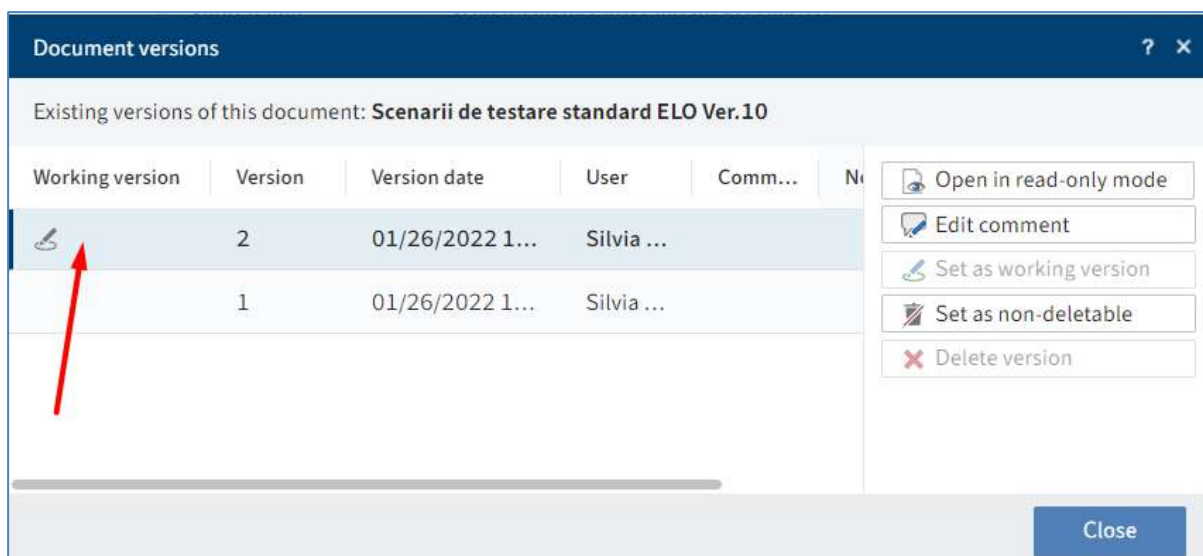 Document versions ? ×
Existing versions of this document: Scenarii de testare standard ELO Ver.10
Working version Version Version date User Comm... No
2 01/26/2022 1... Silvia ...
1 01/26/2022 1... Silvia ...
Open in read-only mode
Edit comment
Set as working version
Set as non-deletable
Delete version
Close